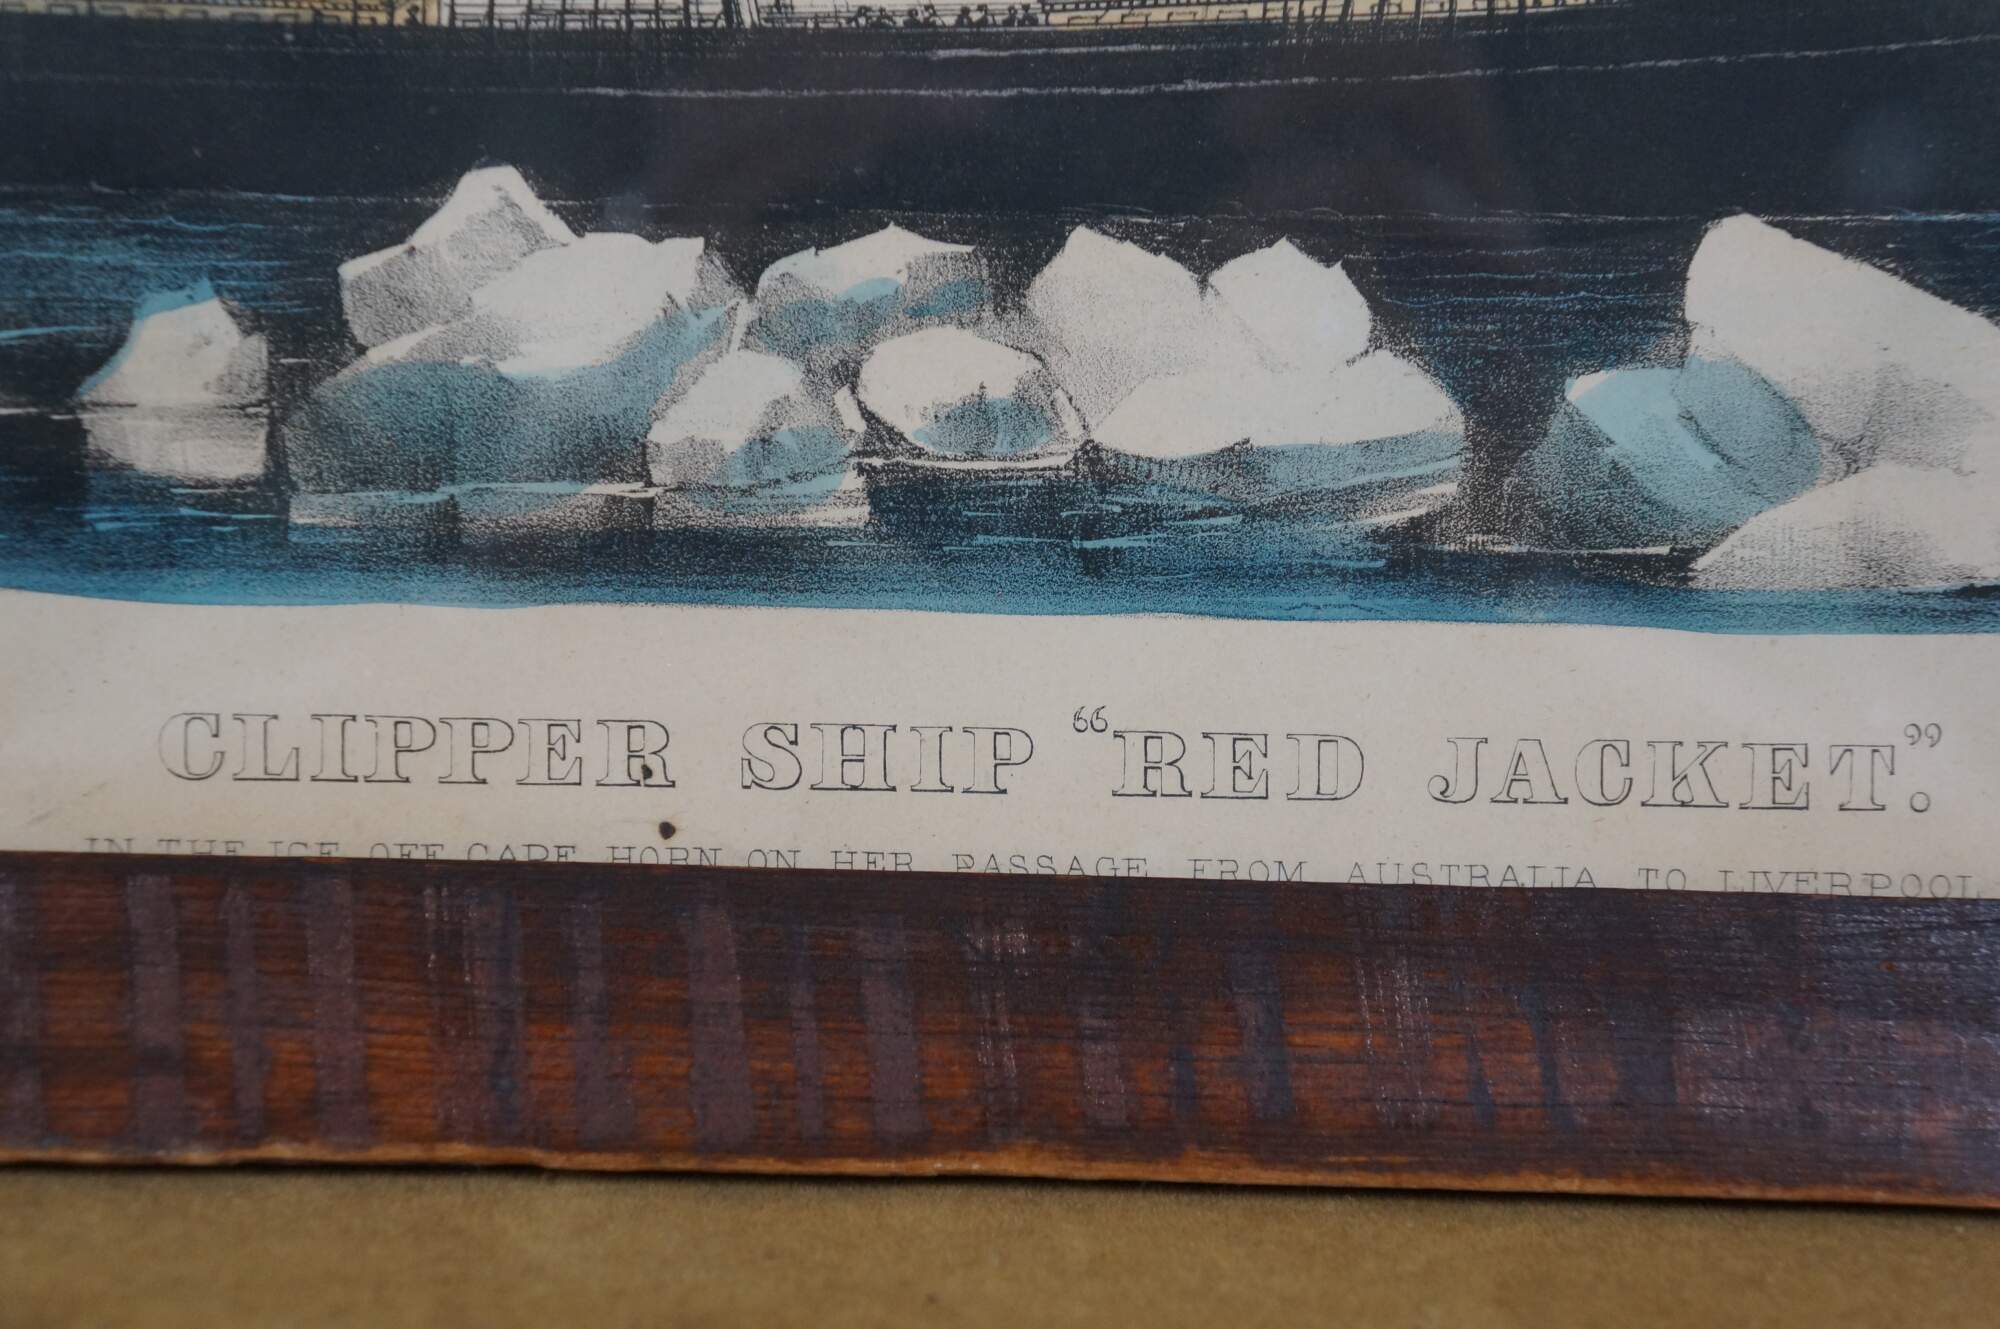 CLIPPER SHIP “RED JACKET.”
IN THE ICE OFF CAPE HORN ON HER PASSAGE FROM AUSTRALIA TO LIVERPOOL